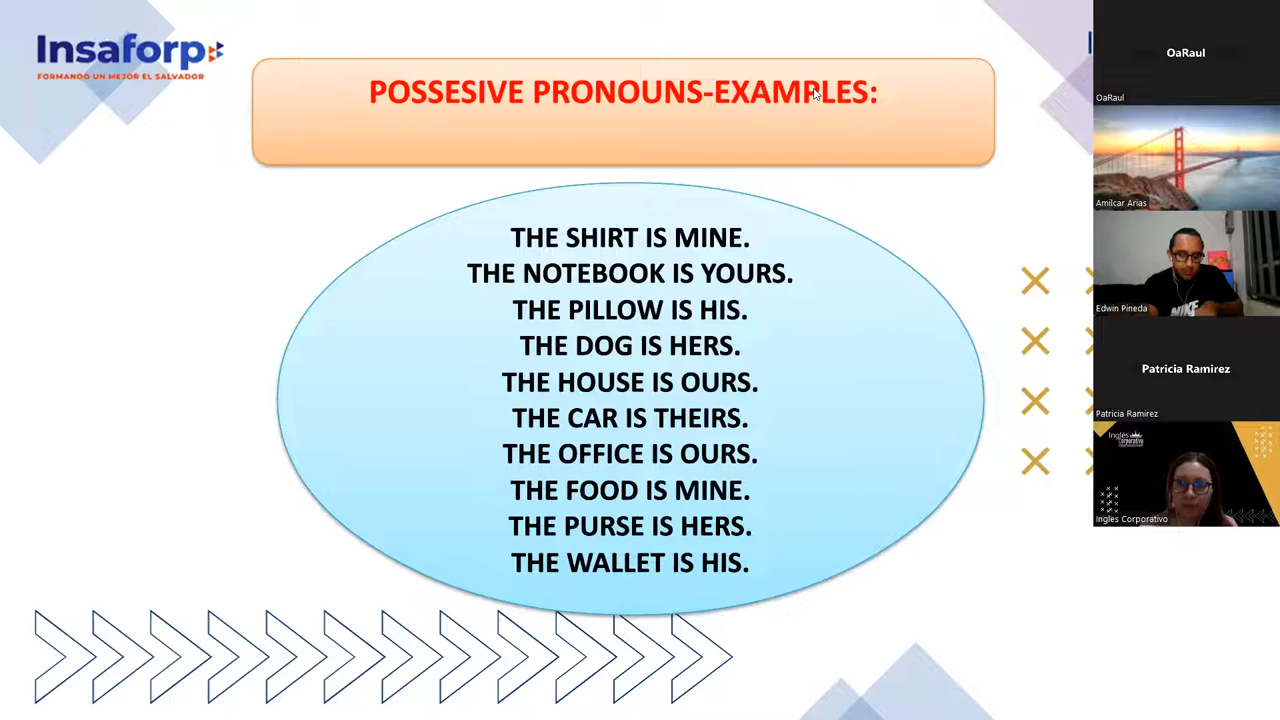 Insaforp
FORMANDO UN MEJOR EL SALVADOR
POSSESIVE PRONOUNS-EXAMPLES:
THE SHIRT IS MINE.
THE NOTEBOOK IS YOURS.
THE PILLOW IS HIS.
THE DOG IS HERS.
THE HOUSE IS OURS.
THE CAR IS THEIRS.
THE OFFICE IS OURS.
THE FOOD IS MINE.
THE PURSE IS HERS.
THE WALLET IS HIS.
OaRaul
OaRaul
Amilcar Arias
NIKE
Edwin Pineda
Patricia Ramirez
Patricia Ramirez
Inglés
Corporativo
Ingles Corporativo